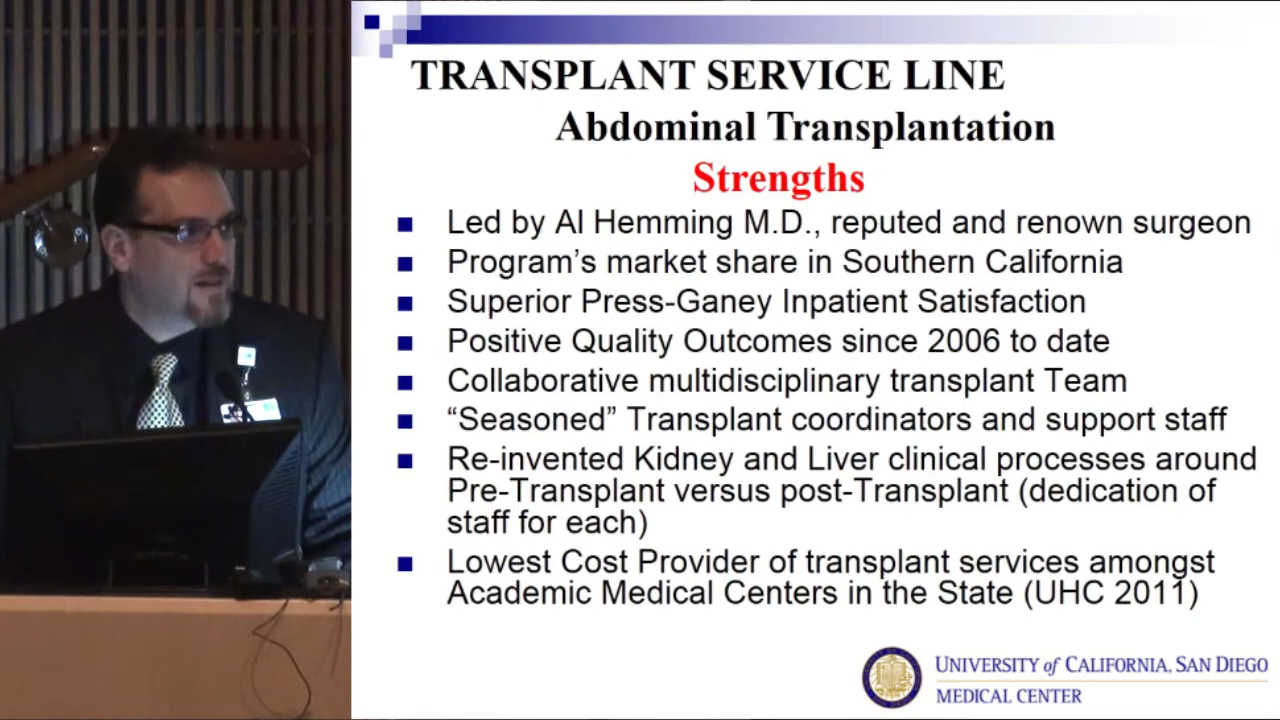 TRANSPLANT SERVICE LINE
Abdominal Transplantation
Strengths
Led by Al Hemming M.D., reputed and renown surgeon
Program's market share in Southern California
Superior Press-Ganey Inpatient Satisfaction
Positive Quality Outcomes since 2006 to date
Collaborative multidisciplinary transplant Team
“Seasoned” Transplant coordinators and support staff
Re-invented Kidney and Liver clinical processes around
Pre-Transplant versus post-Transplant (dedication of
staff for each)
Lowest Cost Provider of transplant services amongst
Academic Medical Centers in the State (UHC 2011)
UNIVERSITY of CALIFORNIA, SAN DIEGO
MEDICAL CENTER